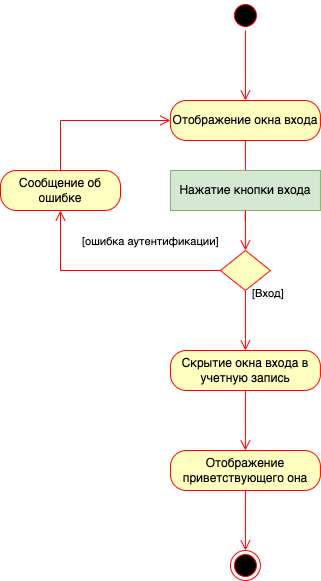 Отображение окна входа
Сообщение об
ошибке
Нажатие кнопки входа
[ошибка аутентификации]
[Вход]
Скрытие окна входа в
учетную запись
Отображение
приветствующего она